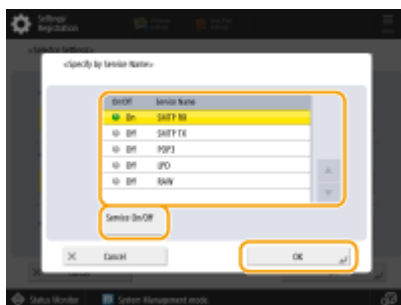 Settings/
Registration
<Specify by Service Name>
On/Off Service Name
On SMTP RX
Off SMTP TX
Off POP3
Off LPD
Off RAW
Service On/Off
Cancel
OK
Status Monitor
System Management mode.